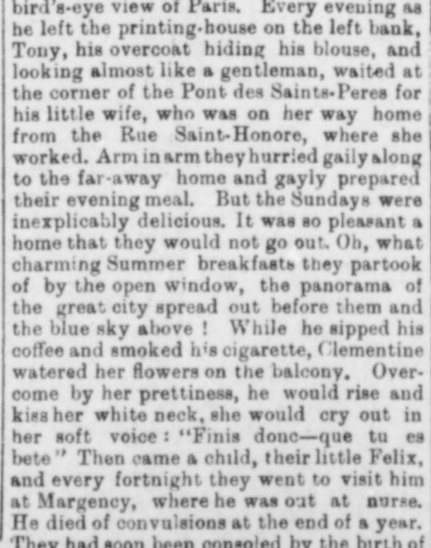 bird's-eye view of Paris. Every evening as
he left the printing-house on the left bank,
Tony, his overcoat hiding his blouse, and
looking almost like a gentleman, waited at
the corner of the Pont des Saints-Peres for
his little wife, who was on her way home
from the Rue Saint-Honore, where she
worked. Arm in arm they hurried gaily along
to the far-away home and gayly prepared
their evening meal. But the Sundays were
inexplicably delicious. It was so pleasant a
home that they would not go out. Oh, what
charming Summer breakfasts they partook
of by the open window, the panorama of
the great city spread out before them and
the blue sky above ! While he sipped his
coffee and smoked his cigarette, Clementine
watered her flowers on the balcony. Over-
come by her prettiness, he would rise and
kiss her white neck, she would cry out in
her soft voice : "Finis donc—que tu es
bete" Then came a child, their little Felix,
and every fortnight they went to visit him
at Margency, where he was out at nurse.
He died of convulsions at the end of a year.
They had soon been consoled by the birth of